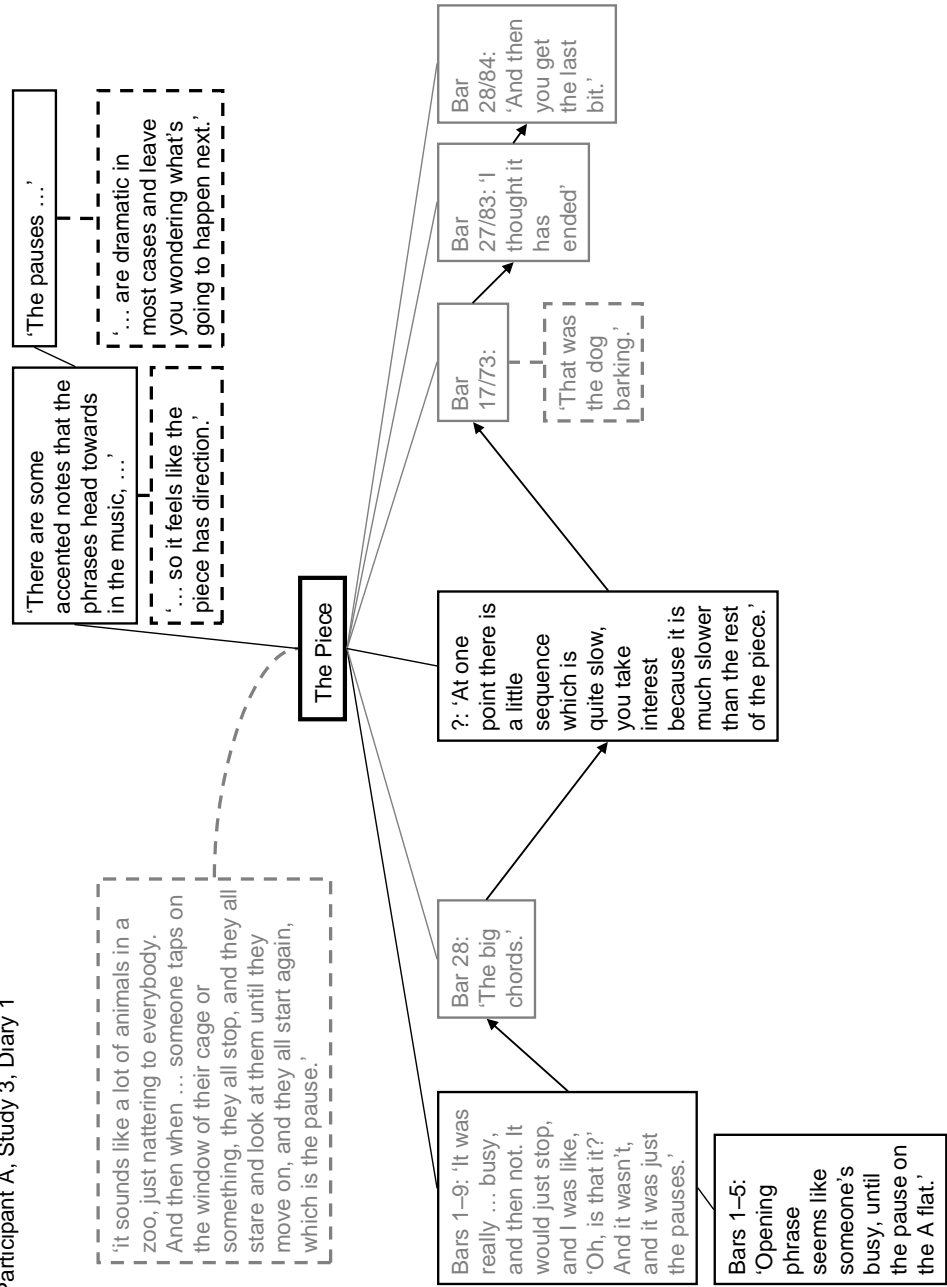 Participant A, Study 3, Diary 1
‘it sounds like a lot of animals in a
zoo, just nattering to everybody.
And then when … someone taps on
the window of their cage or
something, they all stop, and they all
stare and look at them until they
move on, and they all start again,
which is the pause.’
‘There are some
accented notes that the
phrases head towards
in the music, …’
‘… so it feels like the
piece has direction.’
‘The pauses …’
‘… are dramatic in
most cases and leave
you wondering what’s
going to happen next.’
The Piece
Bars 1–9: ‘It was
really … busy,
and then not. It
would just stop,
and I was like,
‘Oh, is that it?’
And it wasn’t,
and it was just
the pauses.’
Bars 1–5:
‘Opening
phrase
seems like
someone’s
busy, until
the pause on
the A flat.’
Bar 28:
‘The big
chords.’
?: ‘At one
point there is
a little
sequence
which is
quite slow,
you take
interest
because it is
much slower
than the rest
of the piece.’
Bar
17/73:
‘That was
the dog
barking.’
Bar
27/83: ‘I
thought it
has
ended’
Bar
28/84:
‘And then
you get
the last
bit.’